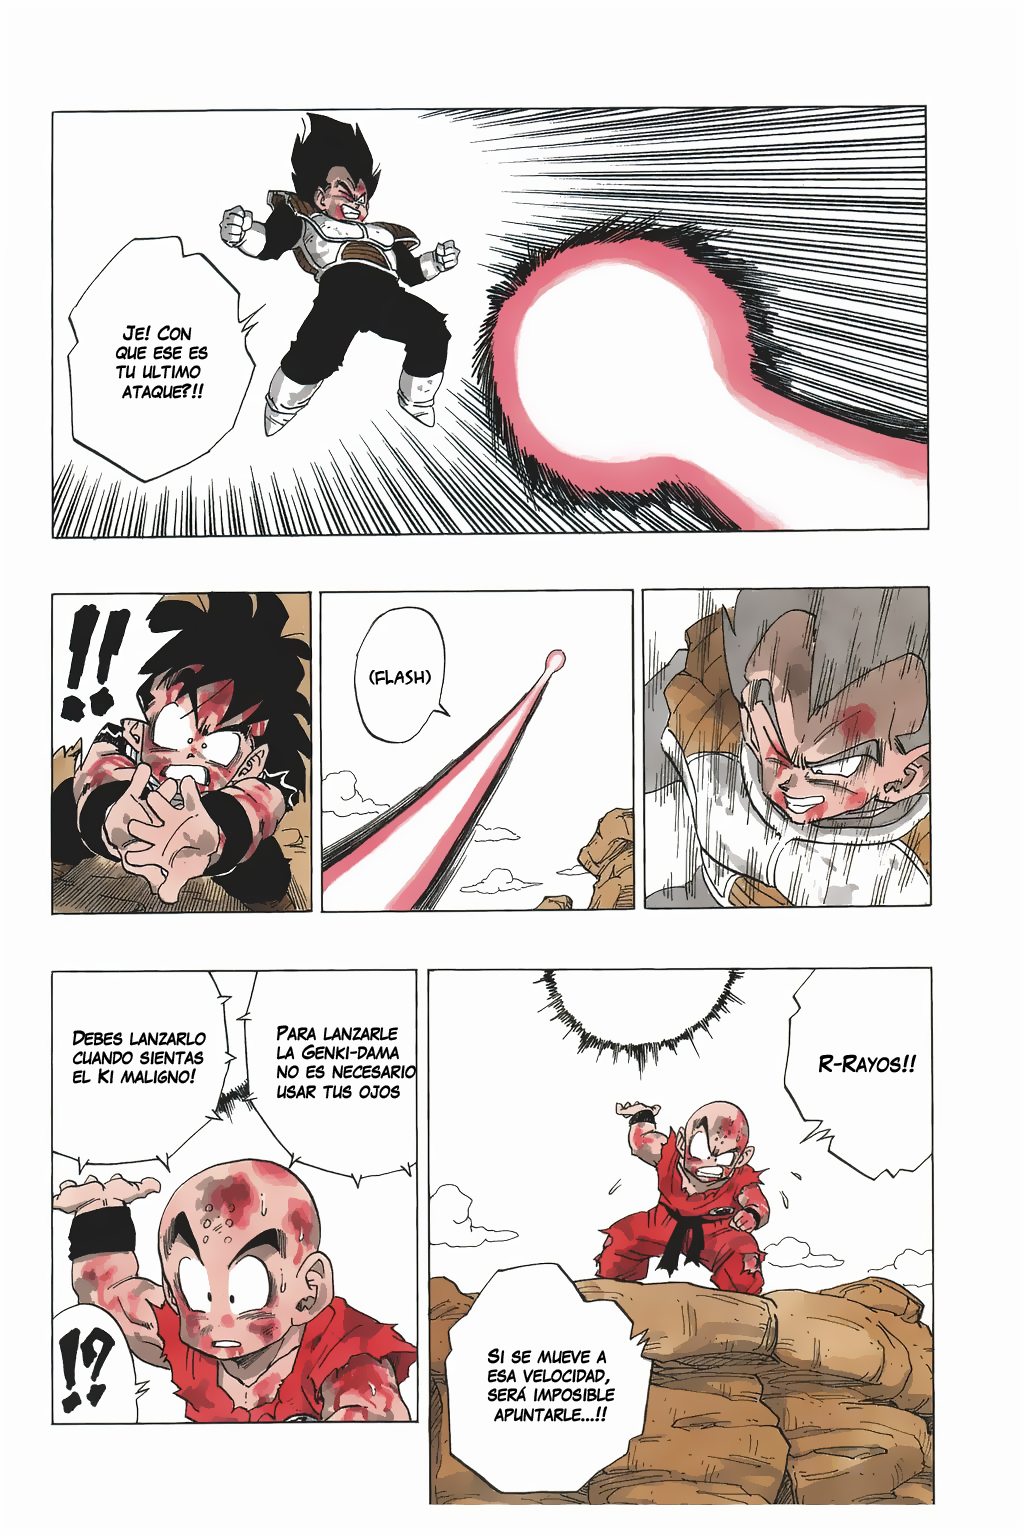 JE! CON
QUE ESE ES
TU ULTIMO
ATAQUE?!!
(FLASH)
!!
R-RAYOS!!
SI SE MUEVE A
ESA VELOCIDAD,
SERÁ IMPOSIBLE
APUNTARLE...!!
PARA LANZARLE
LA GENKI-DAMA
NO ES NECESARIO
USAR TUS OJOS
DEBES LANZARLO
CUANDO SIENTAS
EL KI MALIGNO!
!?